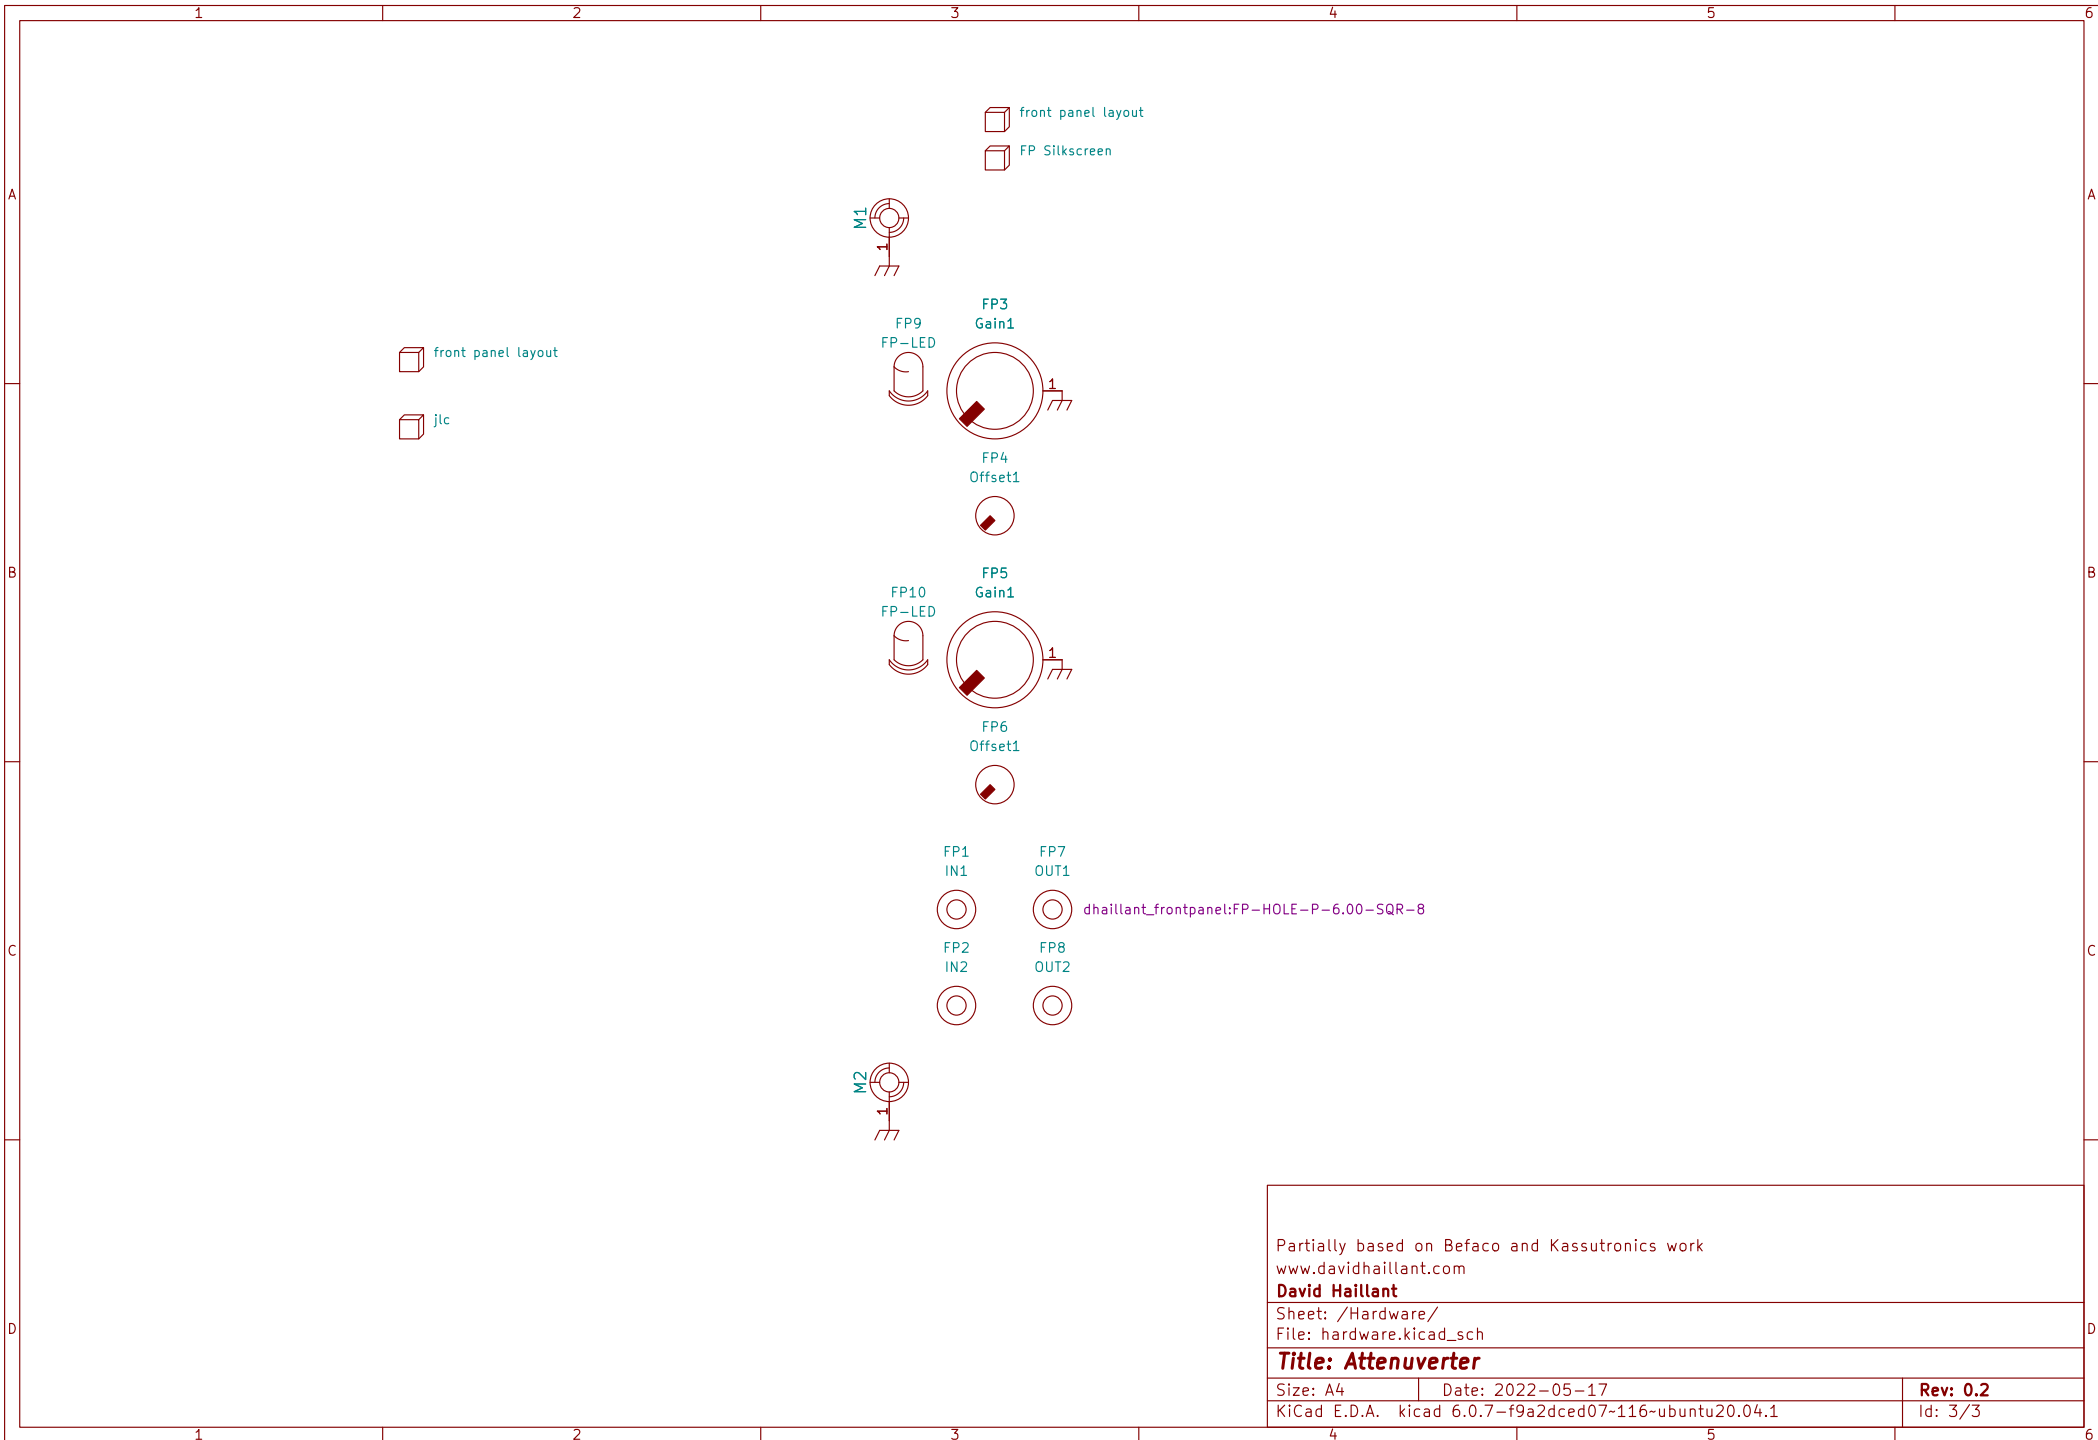 1 2 3 4 5 6
front panel layout
FP Silkscreen
A A
M1
1
FP3
Gain1
FP9
FP-LED
front panel layout
1
jlc
FP4
Offset1
B B
FP5
Gain1
FP10
FP-LED
1
FP6
Offset1
FP1 FP7
IN1 OUT1
dhaillant_frontpanel:FP-HOLE-P-6.00-SQR-8
FP2 FP8
C C
IN2 OUT2
M2
1
Partially based on Befaco and Kassutronics work
www.davidhaillant.com
David Haillant
Sheet: /Hardware/
D D
File: hardware.kicad_sch
Title: Attenuverter
Size: A4 Date: 2022-05-17 Rev: 0.2
KiCad E.D.A. kicad 6.0.7-f9a2dced07~116~ubuntu20.04.1 Id: 3/3
1 2 3 4 5 6